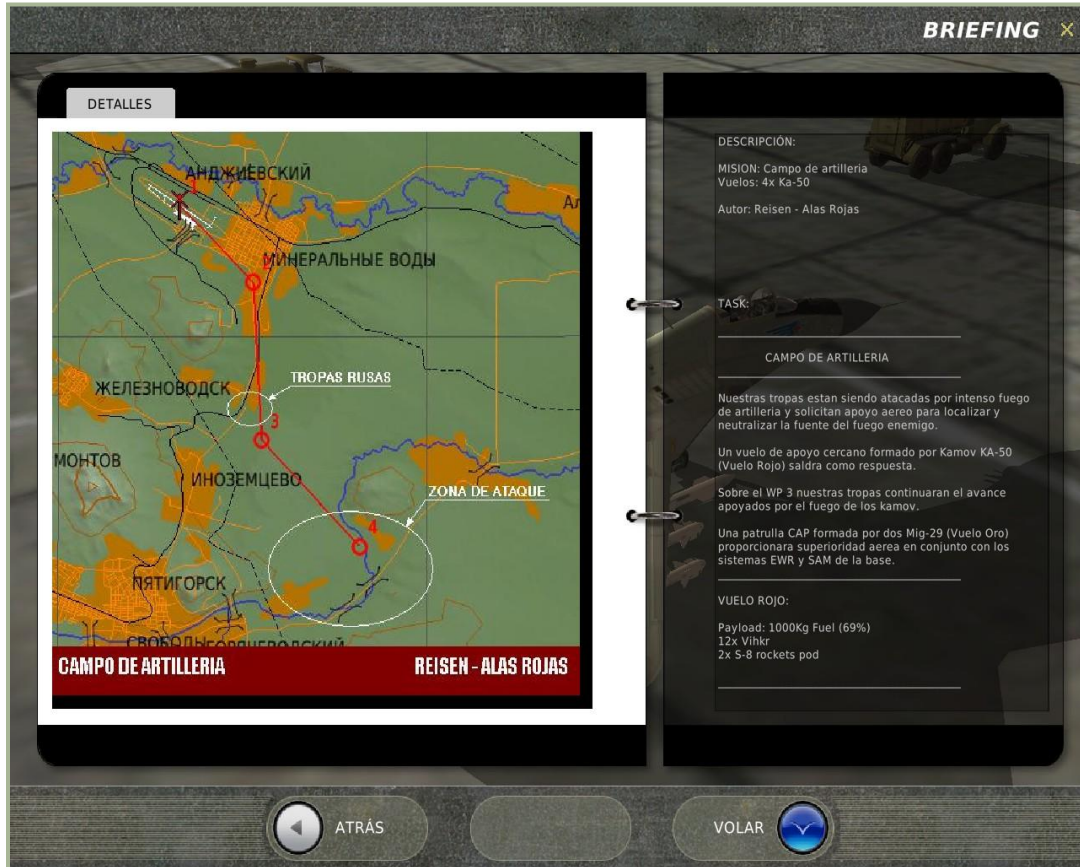 BRIEFING
DETALLES
АНДЖИЕВСКИЙ
1
МИНЕРАЛЬНЫЕ ВОДЫ
ЖЕЛЕЗНОВОДСК
TROPAS RUSAS
3
МОНТОВ
ИНОЗЕМЦЕВО
ZONA DE ATAQUE
4
ПЯТИГОРСК
CAMPO DE ARTILLERIA
REISEN - ALAS ROJAS
DESCRIPCIÓN:
MISION: Campo de artilleria
Vuelos: 4x Ka-50
Autor: Reisen - Alas Rojas
TASK:
CAMPO DE ARTILLERIA
Nuestras tropas estan siendo atacadas por intenso fuego
de artilleria y solicitan apoyo aereo para localizar y
neutralizar la fuente del fuego enemigo.
Un vuelo de apoyo cercano formado por Kamov KA-50
(Vuelo Rojo) saldra como respuesta.
Sobre el WP 3 nuestras tropas continuaran el avance
apoyados por el fuego de los kamov.
Una patrulla CAP formada por dos Mig-29 (Vuelo Oro)
proporcionara superioridad aerea en conjunto con los
sistemas EWR y SAM de la base.
VUELO ROJO:
Payload: 1000Kg Fuel (69%)
12x Vihkr
2x S-8 rockets pod
ATRÁS
VOLAR